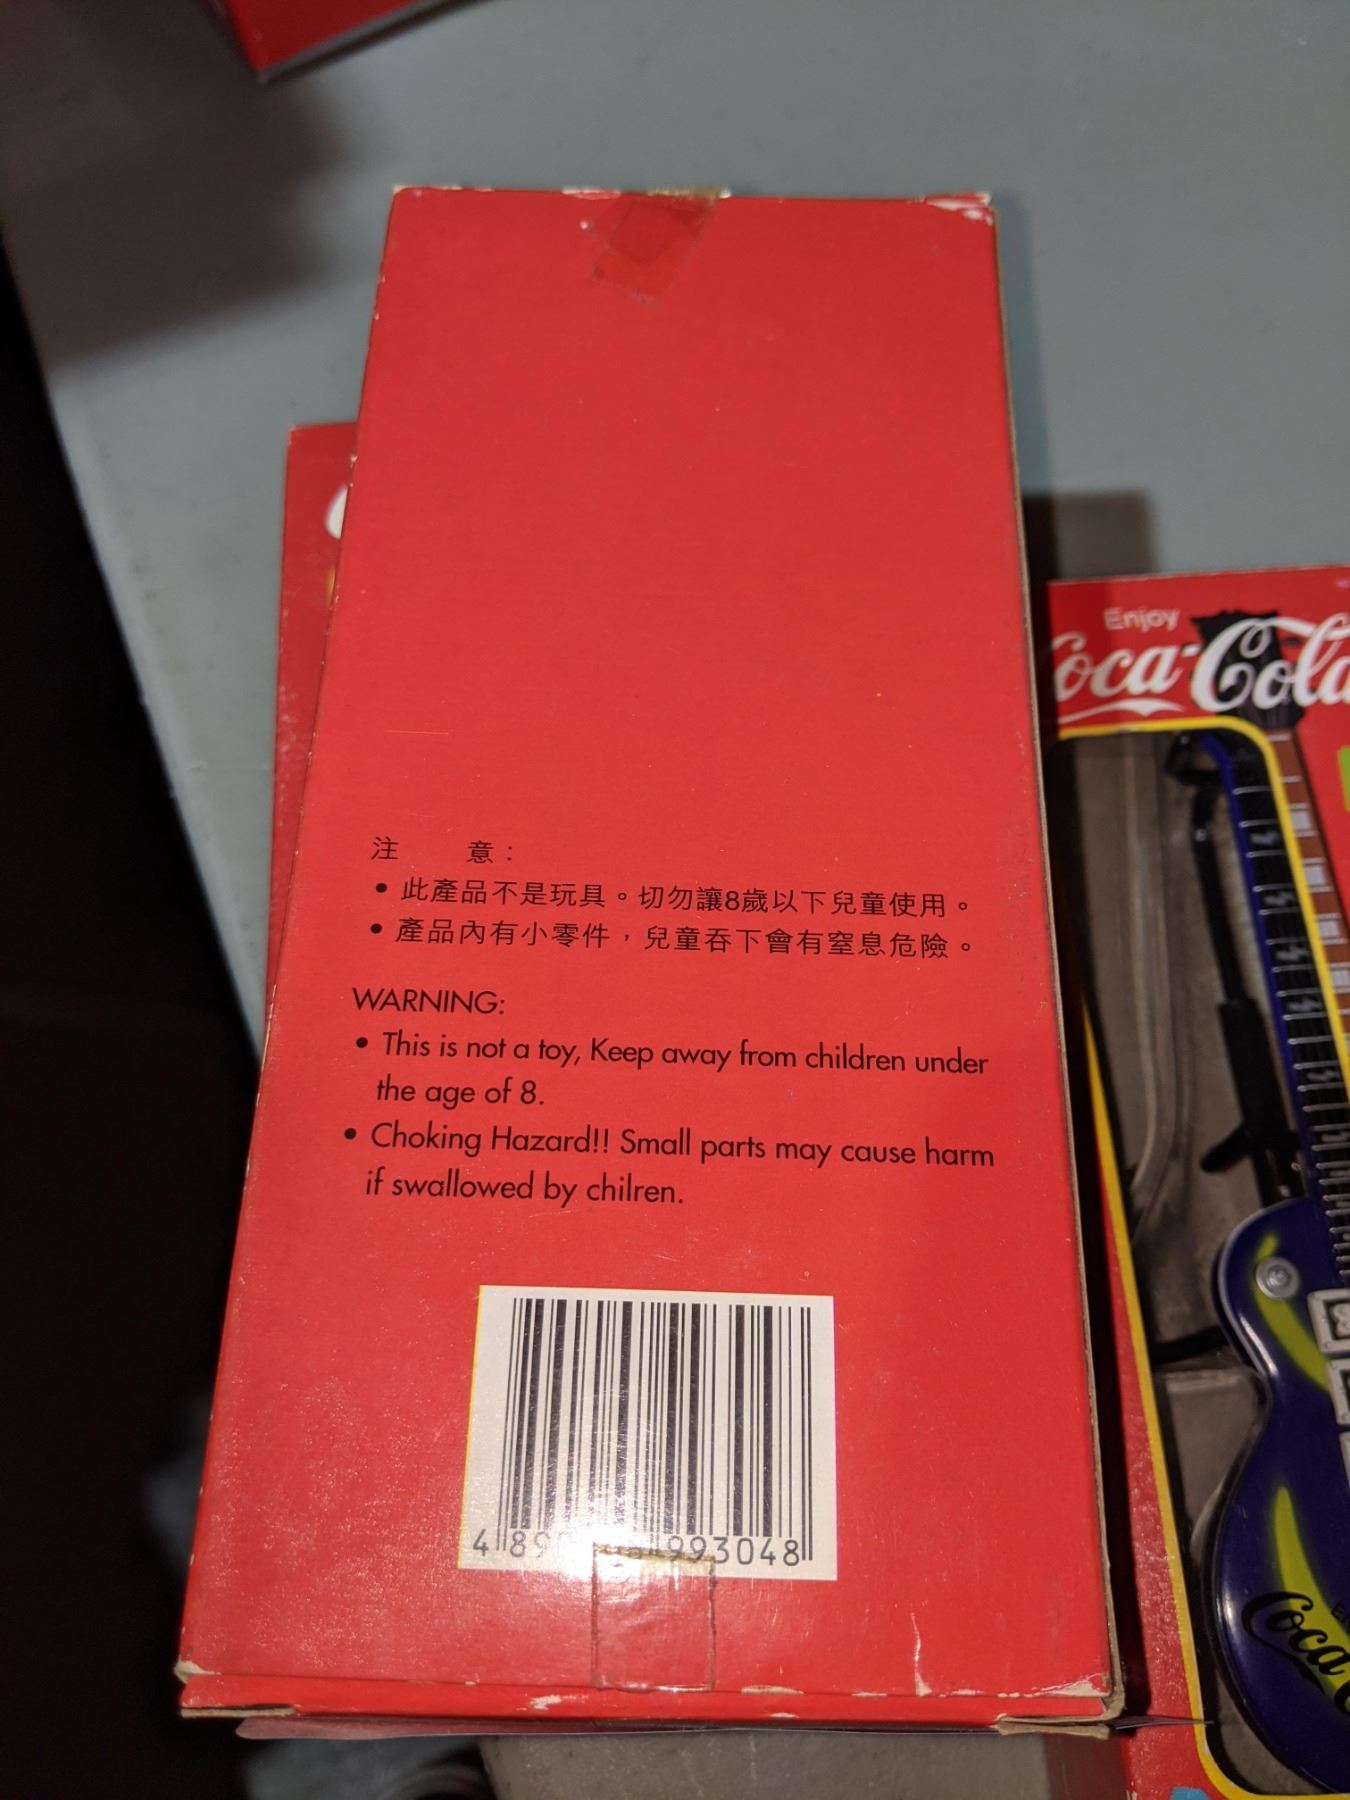 注 意：
• 此產品不是玩具。切勿讓8歲以下兒童使用。
• 產品內有小零件，兒童吞下會有窒息危險。
WARNING:
• This is not a toy, Keep away from children under
the age of 8.
• Choking Hazard!! Small parts may cause harm
if swallowed by chilren.
993048
Enjoy
Coca-Cola
Coca